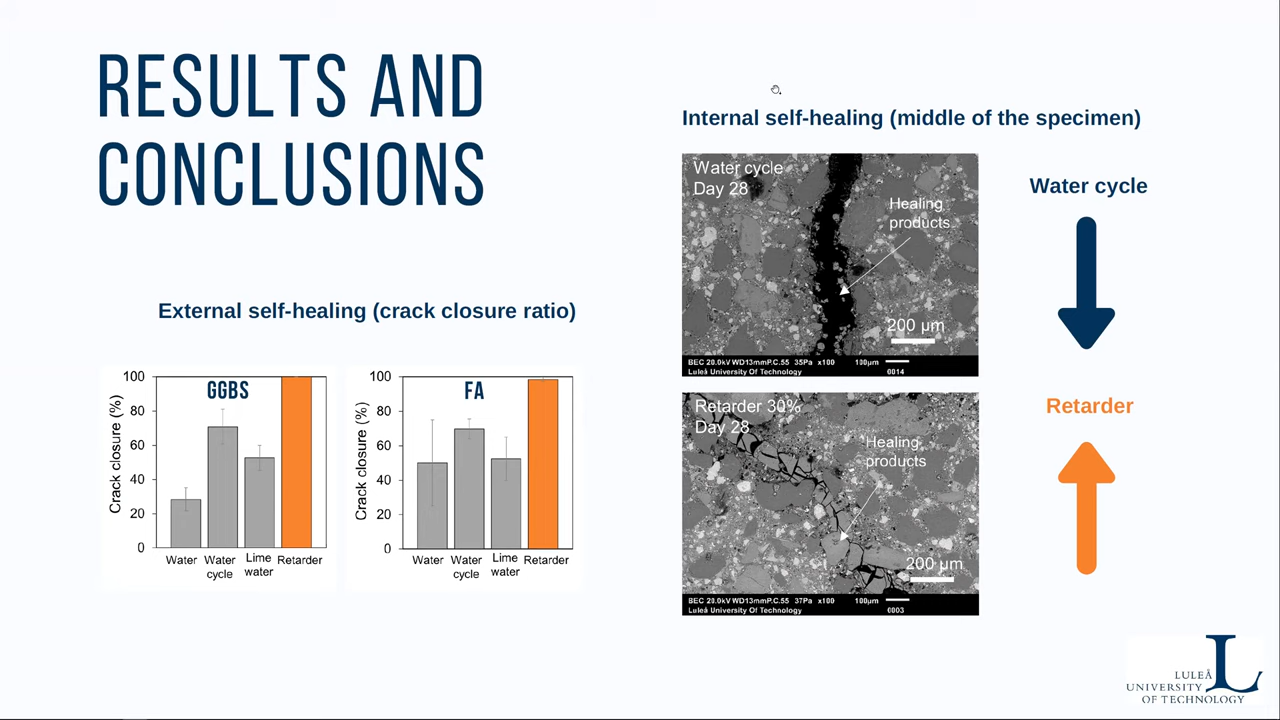 RESULTS AND
CONCLUSIONS
External self-healing (crack closure ratio)
Crack closure (%)
100
80
60
40
20
0
GGBS
Water
Water
cycle
Lime
water
Retarder
Crack closure (%)
100
80
60
40
20
0
FA
Water
Water
cycle
Lime
water
Retarder
Internal self-healing (middle of the specimen)
Water cycle
Day 28
Healing
products
200 µm
BEC 20.0kV WD13mmP.C.55 35Pa x100 100µm
Luleå University Of Technology 0014
Retarder 30%
Day 28
Healing
products
200 µm
BEC 20.0kV WD13mmP.C.55 37Pa x100 100µm
Luleå University Of Technology 0003
Water cycle
Retarder
L
LULEÅ
UNIVERSITY
OF TECHNOLOGY